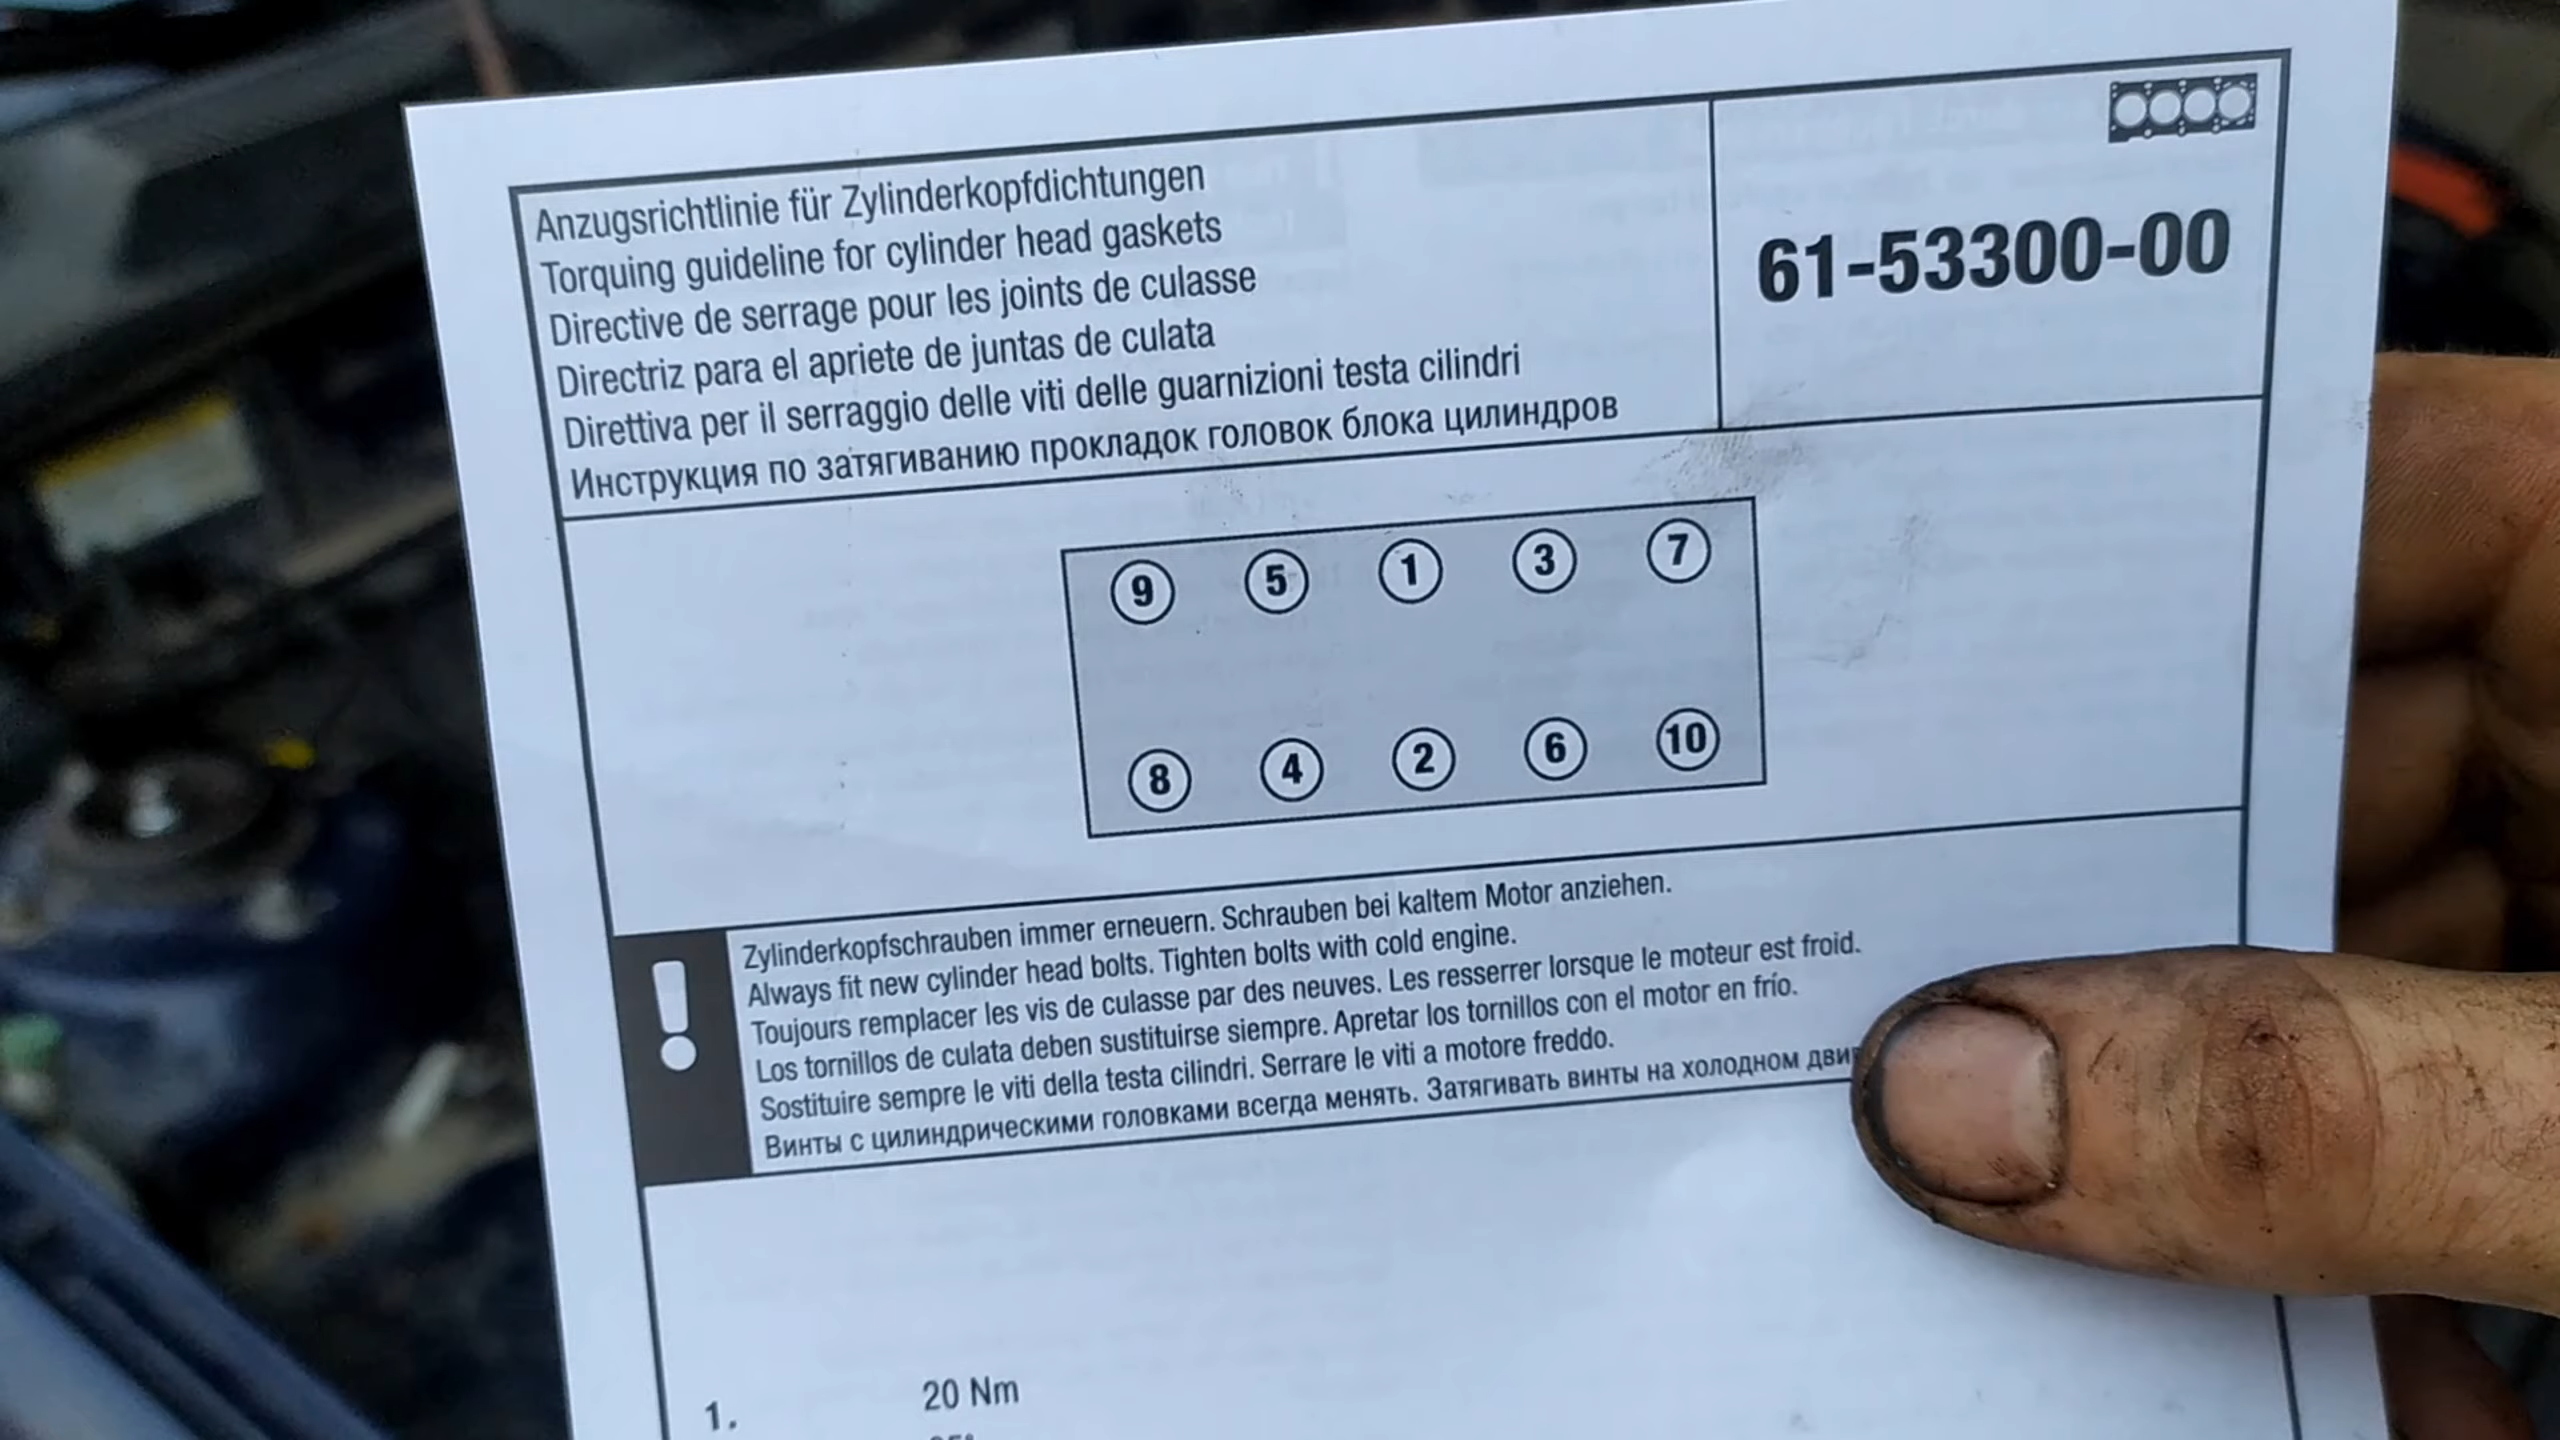 Anzugsrichtlinie für Zylinderkopfdichtungen
Torquing guideline for cylinder head gaskets
Directive de serrage pour les joints de culasse
Directriz para el apriete de juntas de culata
Direttiva per il serraggio delle viti delle guarnizioni testa cilindri
Инструкция по затягиванию прокладок головок блока цилиндров
61-53300-00
9 5 1 3 7
8 4 2 6 10
!
Zylinderkopfschrauben immer erneuern. Schrauben bei kaltem Motor anziehen.
Always fit new cylinder head bolts. Tighten bolts with cold engine.
Toujours remplacer les vis de culasse par des neuves. Les resserrer lorsque le moteur est froid.
Los tornillos de culata deben sustituirse siempre. Apretar los tornillos con el motor en frío.
Sostituire sempre le viti della testa cilindri. Serrare le viti a motore freddo.
Винты с цилиндрическими головками всегда менять. Затягивать винты на холодном
1. 20 Nm